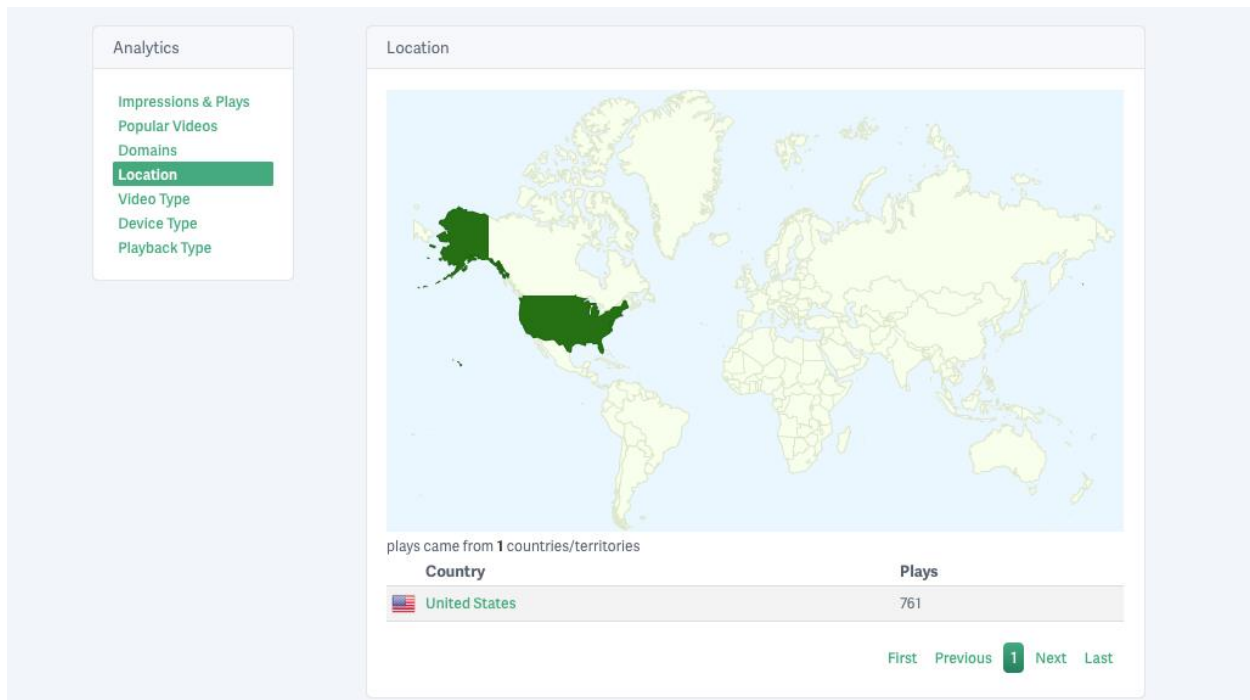 Analytics
Impressions & Plays
Popular Videos
Domains
Location
Video Type
Device Type
Playback Type
Location
plays came from 1 countries/territories
Country Plays
United States 761
First Previous 1 Next Last